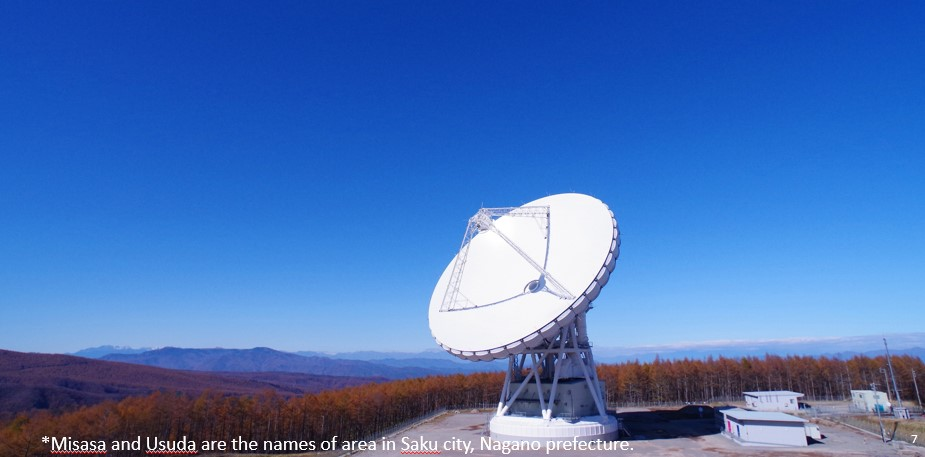 *Misasa and Usuda are the names of area in Saku city, Nagano prefecture.
7